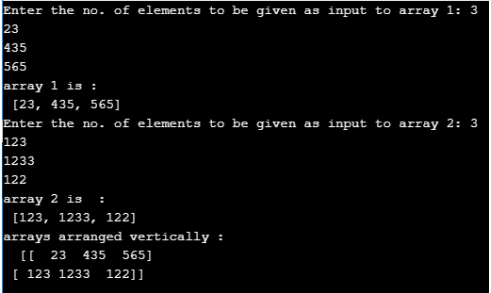 Enter the no. of elements to be given as input to array 1: 3
23
435
565
array 1 is :
[23, 435, 565]
Enter the no. of elements to be given as input to array 2: 3
123
1233
122
array 2 is  :
[123, 1233, 122]
arrays arranged vertically :
[[  23  435  565]
[ 123 1233  122]]